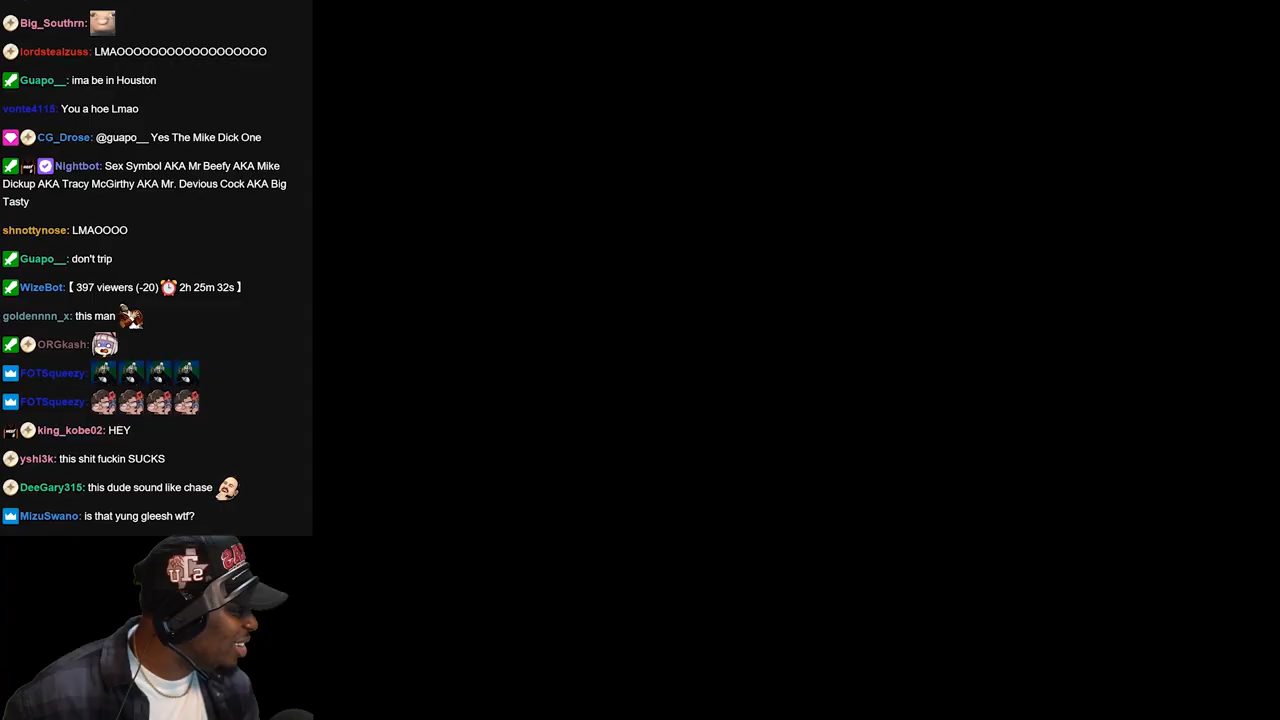 Big_Southrn:
lordstealzuss: LMAOOOOOOOOOOOOOOOOOO
Guapo__: ima be in Houston
vonte4115: You a hoe Lmao
CG_Drose: @guapo__ Yes The Mike Dick One
Nightbot: Sex Symbol AKA Mr Beefy AKA Mike
Dickup AKA Tracy McGirthy AKA Mr. Devious Cock AKA Big
Tasty
shnottynose: LMAOOOO
Guapo__: don't trip
WizeBot: 【 397 viewers (-20) ⏰ 2h 25m 32s 】
goldennnn_x: this man
ORGkash:
FOTSqueezy:
FOTSqueezy:
king_kobe02: HEY
yshl3k: this shit fuckin SUCKS
DeeGary315: this dude sound like chase
MizuSwano: is that yung gleesh wtf?